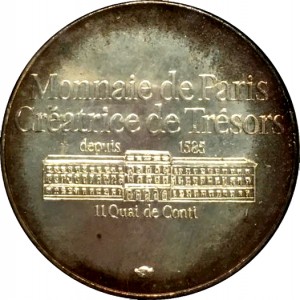 Monnaie de Paris
Créatrice de Trésors
depuis 1585
11 Quai de Conti